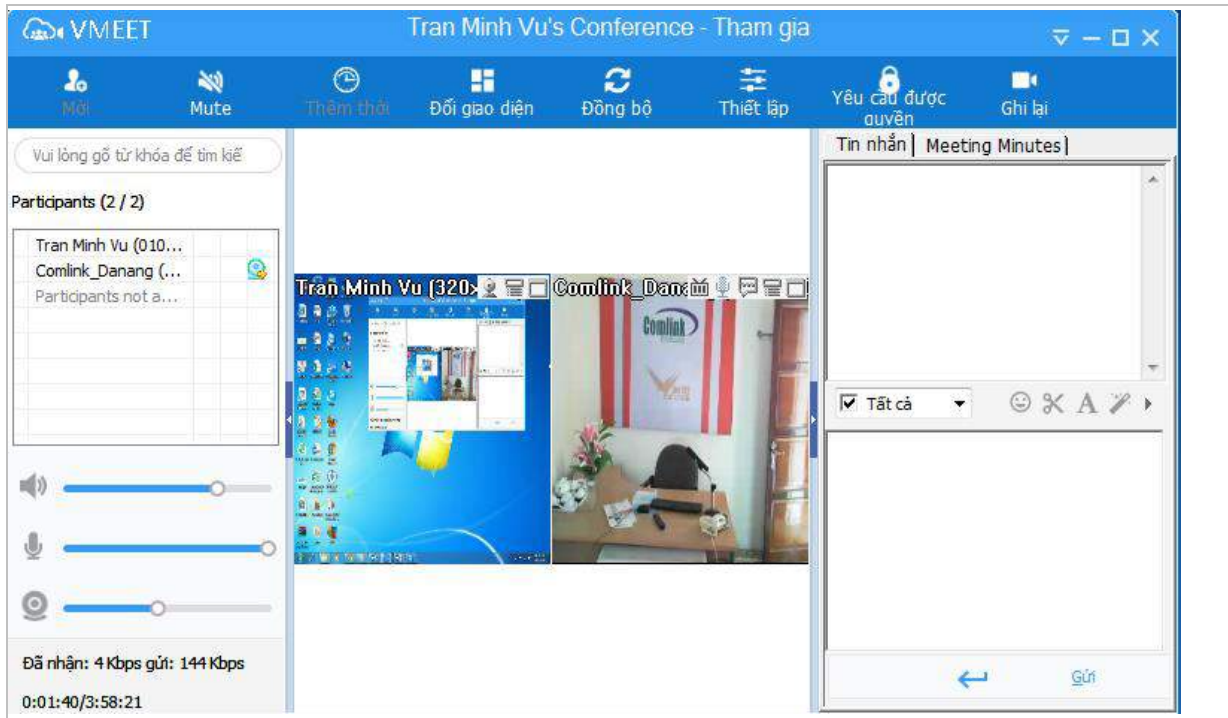 VMEET
Tran Minh Vu's Conference - Tham gia
Mời
Mute
Thêm thời
Đổi giao diện
Đồng bộ
Thiết lập
Yêu cầu được
quyền
Ghi lại
Vui lòng gõ từ khóa để tìm kiế
Participants (2 / 2)
Tran Minh Vu (010...
Comlink_Danang (...
Participants not a...
Đã nhận: 4 Kbps gửi: 144 Kbps
0:01:40/3:58:21
Tran Minh Vu (320x
Comlink_Dana
Comlink
Tin nhắn
Meeting Minutes
Tất cả
A
Gửi